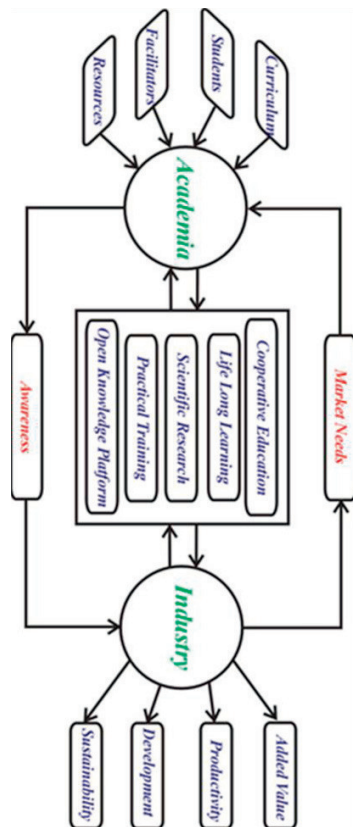 Market Needs
Curriculum
Students
Facilitators
Resources
Academia
Cooperative Education
Life Long Learning
Scientific Research
Practical Training
Open Knowledge Platform
Industry
Added Value
Productivity
Development
Sustainability
Awareness